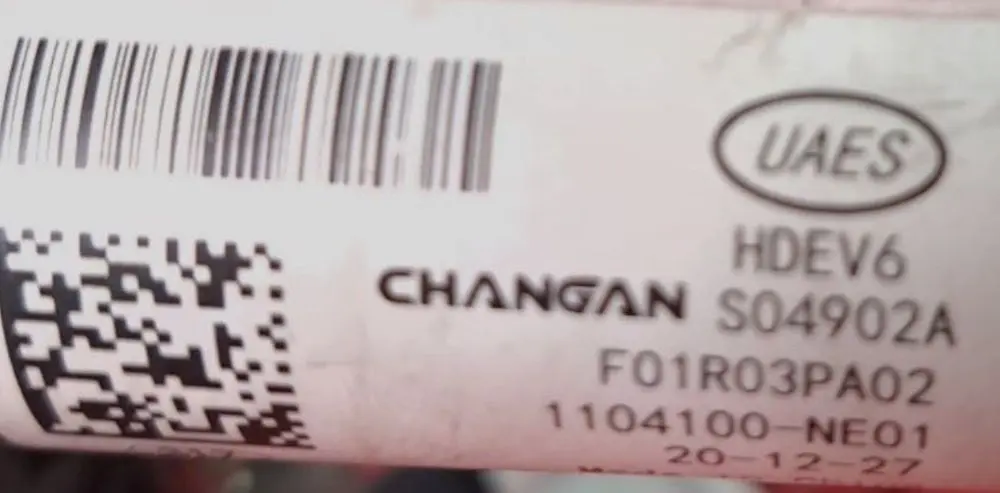 UAES
HDEV6
CHANGAN S04902A
F01R03PA02
1104100-NE01
20-12-27